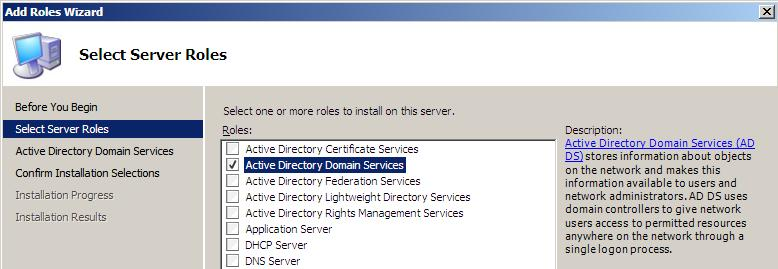 Add Roles Wizard
Select Server Roles
Before You Begin
Select Server Roles
Active Directory Domain Services
Confirm Installation Selections
Installation Progress
Installation Results
Select one or more roles to install on this server.
Roles:
Active Directory Certificate Services
Active Directory Domain Services
Active Directory Federation Services
Active Directory Lightweight Directory Services
Active Directory Rights Management Services
Application Server
DHCP Server
DNS Server
Description:
Active Directory Domain Services (AD
DS) stores information about objects
on the network and makes this
information available to users and
network administrators. AD DS uses
domain controllers to give network
users access to permitted resources
anywhere on the network through a
single logon process.